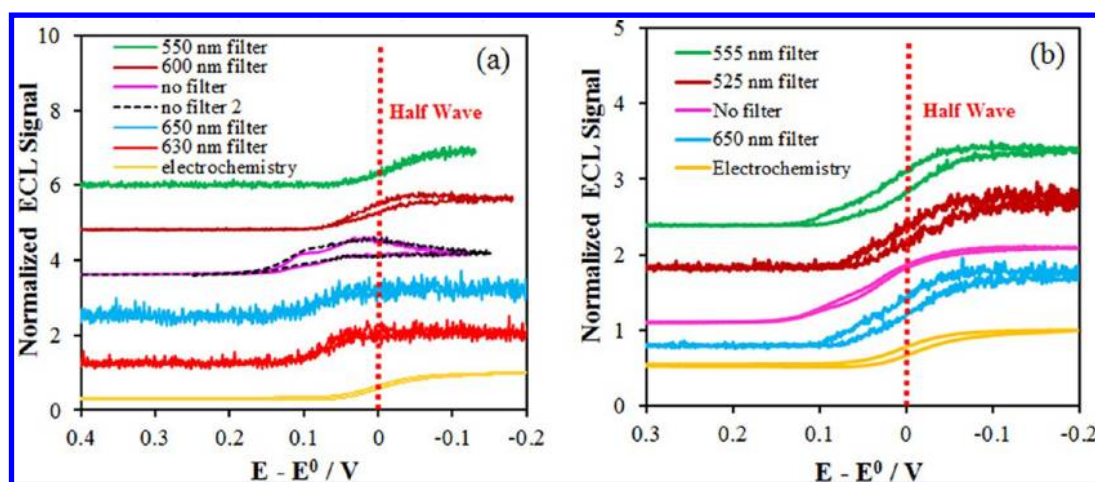 10
8
6
4
2
0
Normalized ECL Signal
550 nm filter
600 nm filter
no filter
no filter 2
650 nm filter
630 nm filter
electrochemistry
(a)
Half Wave
0.4 0.3 0.2 0.1 0 -0.1 -0.2
E - E⁰ / V
5
4
3
2
1
0
Normalized ECL Signal
555 nm filter
525 nm filter
No filter
650 nm filter
Electrochemistry
(b)
Half Wave
0.3 0.2 0.1 0 -0.1 -0.2
E - E⁰ / V